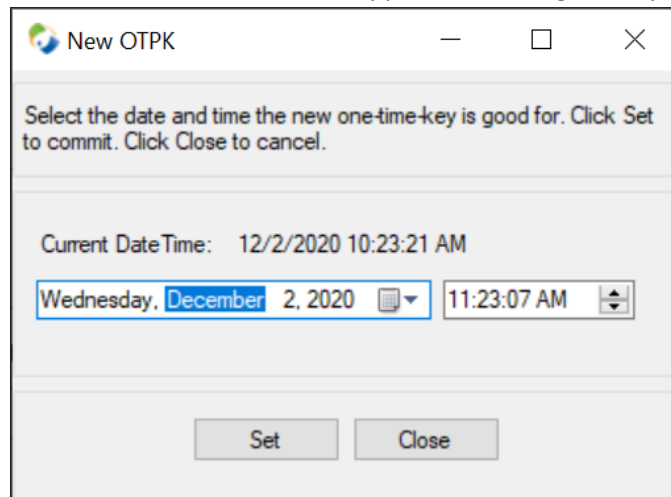 New OTPK
Select the date and time the new one-time-key is good for. Click Set
to commit. Click Close to cancel.
Current DateTime: 12/2/2020 10:23:21 AM
Wednesday, December 2, 2020 11:23:07 AM
Set Close